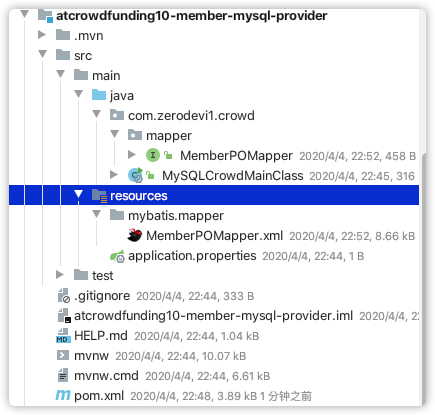 atcrowdfunding10-member-mysql-provider
.mvn
src
main
java
com.zerodevi1.crowd
mapper
MemberPOMapper 2020/4/4, 22:52, 458 B
MySQLCrowdMainClass 2020/4/4, 22:45, 316
resources
mybatis.mapper
MemberPOMapper.xml 2020/4/4, 22:52, 8.66 kB
application.properties 2020/4/4, 22:44, 1 B
test
.gitignore 2020/4/4, 22:44, 333 B
atcrowdfunding10-member-mysql-provider.iml 2020/4/4, 22:
MD HELP.md 2020/4/4, 22:44, 1.04 kB
mvnw 2020/4/4, 22:44, 10.07 kB
mvnw.cmd 2020/4/4, 22:44, 6.61 kB
m pom.xml 2020/4/4, 22:48, 3.89 kB 1 分钟之前